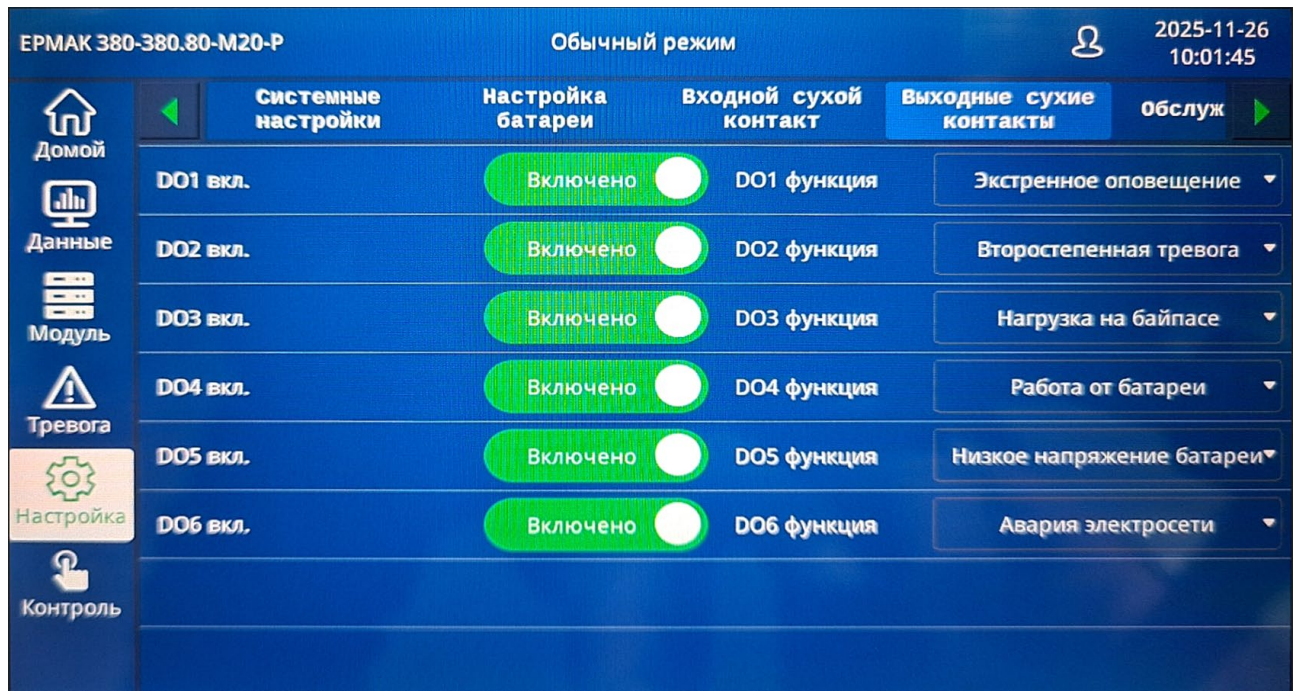 ЕРМАК 380-380.80-М20-Р
Обычный режим
2025-11-26
10:01:45
Домой
Данные
Модуль
Тревога
Настройка
Контроль
Системные
настройки
Настройка
батареи
Входной сухой
контакт
Выходные сухие
контакты
Обслуж
DO1 вкл. Включено DO1 функция Экстренное оповещение
DO2 вкл. Включено DO2 функция Второстепенная тревога
DO3 вкл. Включено DO3 функция Нагрузка на байпасе
DO4 вкл. Включено DO4 функция Работа от батареи
DO5 вкл. Включено DO5 функция Низкое напряжение батареи
DO6 вкл. Включено DO6 функция Авария электросети